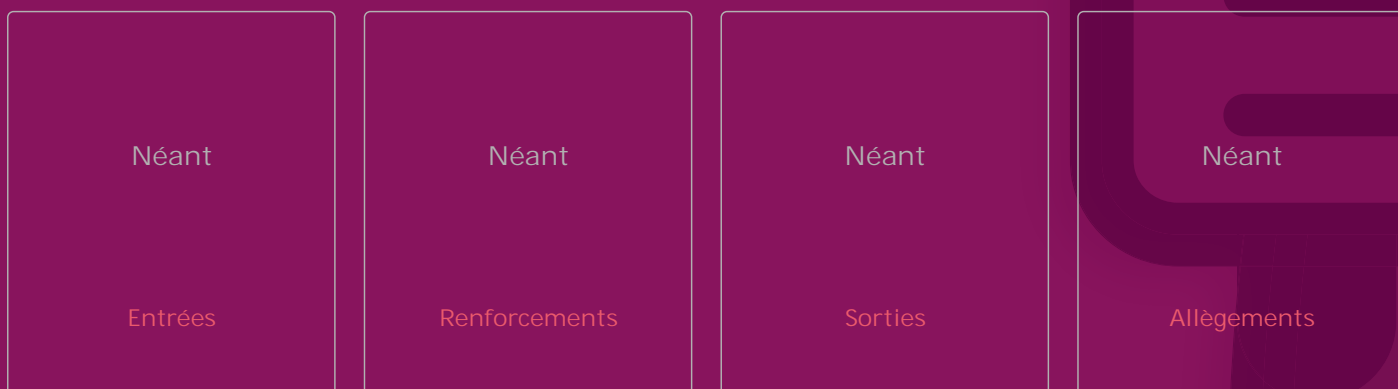 Néant
Néant
Néant
Néant
Entrées
Renforcements
Sorties
Allègements